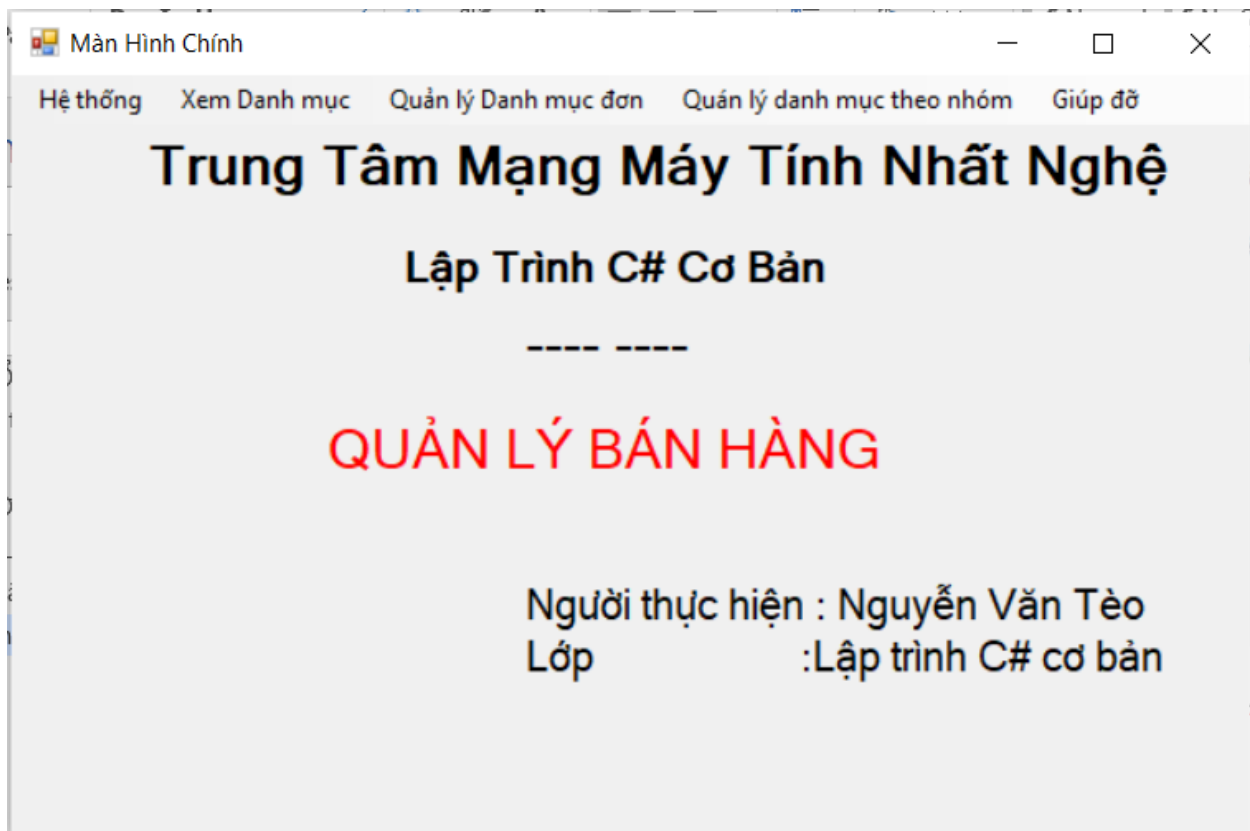 Màn Hình Chính
Hệ thống Xem Danh mục Quản lý Danh mục đơn Quán lý danh mục theo nhóm Giúp đỡ
Trung Tâm Mạng Máy Tính Nhất Nghệ
Lập Trình C# Cơ Bản
---- ----
QUẢN LÝ BÁN HÀNG
Người thực hiện : Nguyễn Văn Tèo
Lớp :Lập trình C# cơ bản